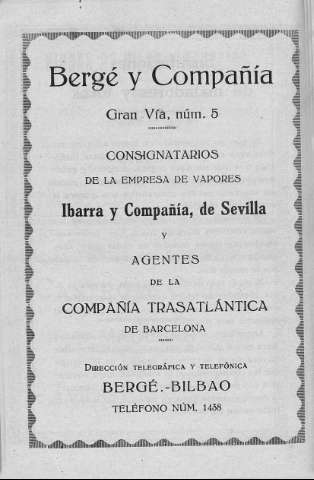 Bergé y Compañía
Gran Vía, núm. 5
CONSIGNATARIOS
DE LA EMPRESA DE VAPORES
Ibarra y Compañía, de Sevilla
Y
AGENTES
DE LA
COMPAÑÍA TRASATLÁNTICA
DE BARCELONA
DIRECCIÓN TELEGRÁFICA Y TELEFÓNICA
BERGÉ.-BILBAO
TELÉFONO NÚM. 1458